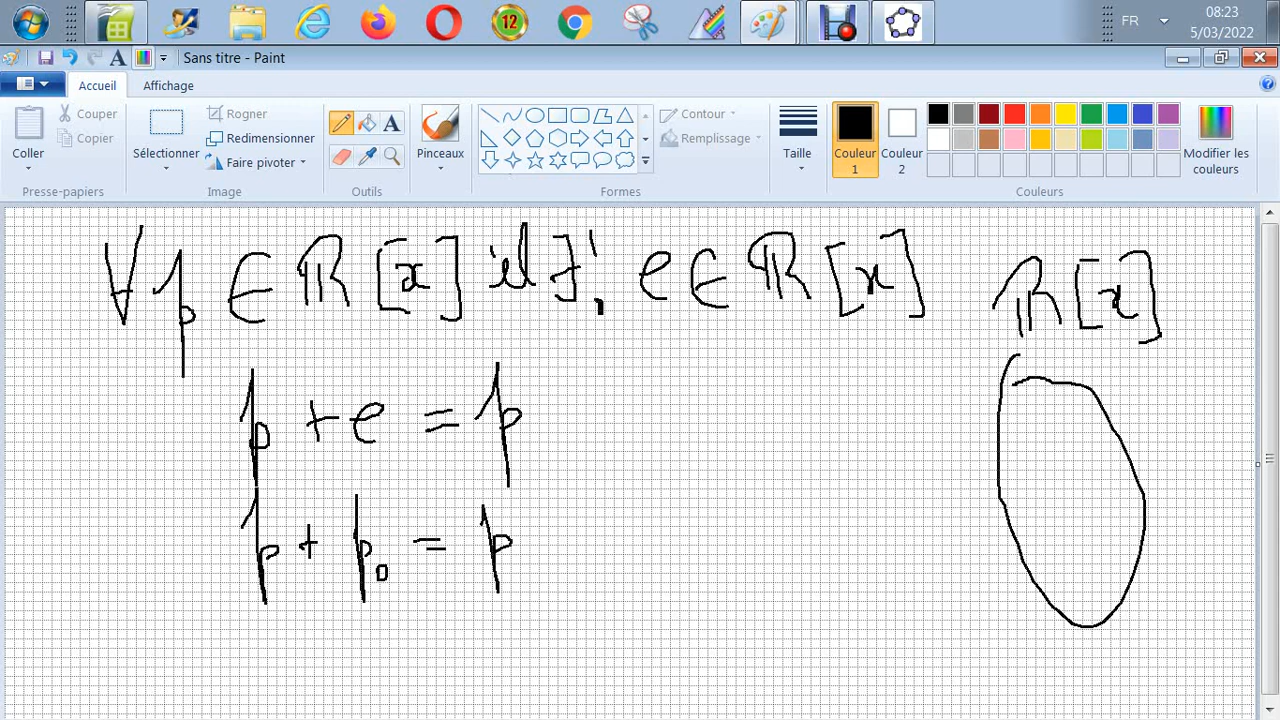 12
FR
08:23
5/03/2022
Sans titre - Paint
Accueil
Affichage
Coller
Couper
Copier
Presse-papiers
Sélectionner
Rogner
Redimensionner
Faire pivoter
Image
A
Outils
Pinceaux
Contour
Remplissage
Formes
Taille
Couleur
1
Couleur
2
Modifier les
couleurs
Couleurs
∀ p ∈ ℝ[x] il ∃! e ∈ ℝ[x]
ℝ[x]
p + e = p
p + p₀ = p